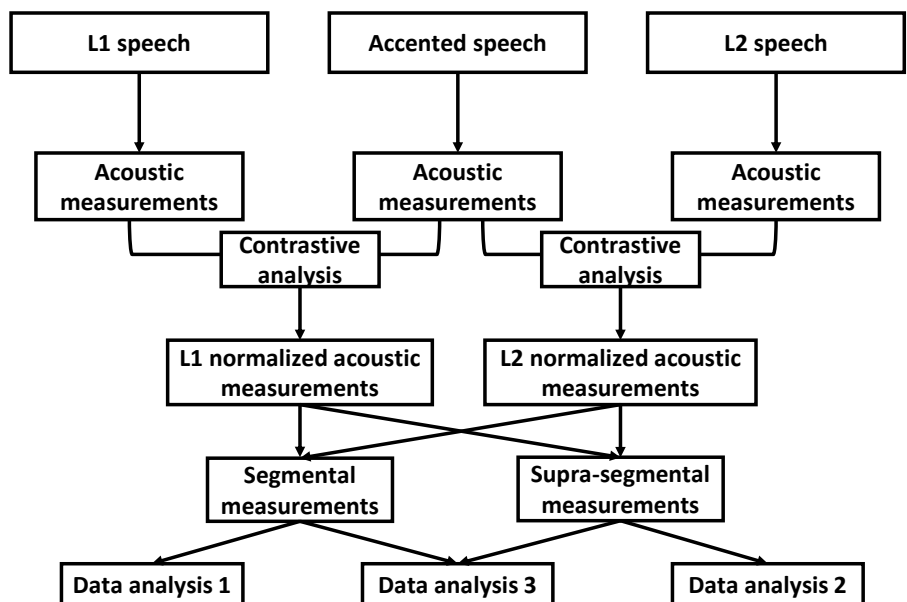 L1 speech
Accented speech
L2 speech
Acoustic
measurements
Acoustic
measurements
Acoustic
measurements
Contrastive
analysis
Contrastive
analysis
L1 normalized acoustic
measurements
L2 normalized acoustic
measurements
Segmental
measurements
Supra-segmental
measurements
Data analysis 1
Data analysis 3
Data analysis 2